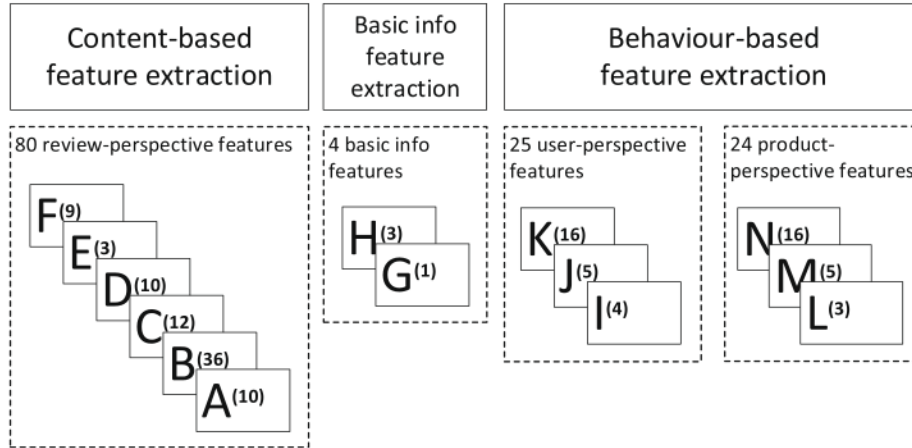 Content-based
feature extraction
Basic info
feature
extraction
Behaviour-based
feature extraction
80 review-perspective features
F(9)
E(3)
D(10)
C(12)
B(36)
A(10)
4 basic info
features
H(3)
G(1)
25 user-perspective
features
K(16)
J(5)
I(4)
24 product-
perspective features
N(16)
M(5)
L(3)